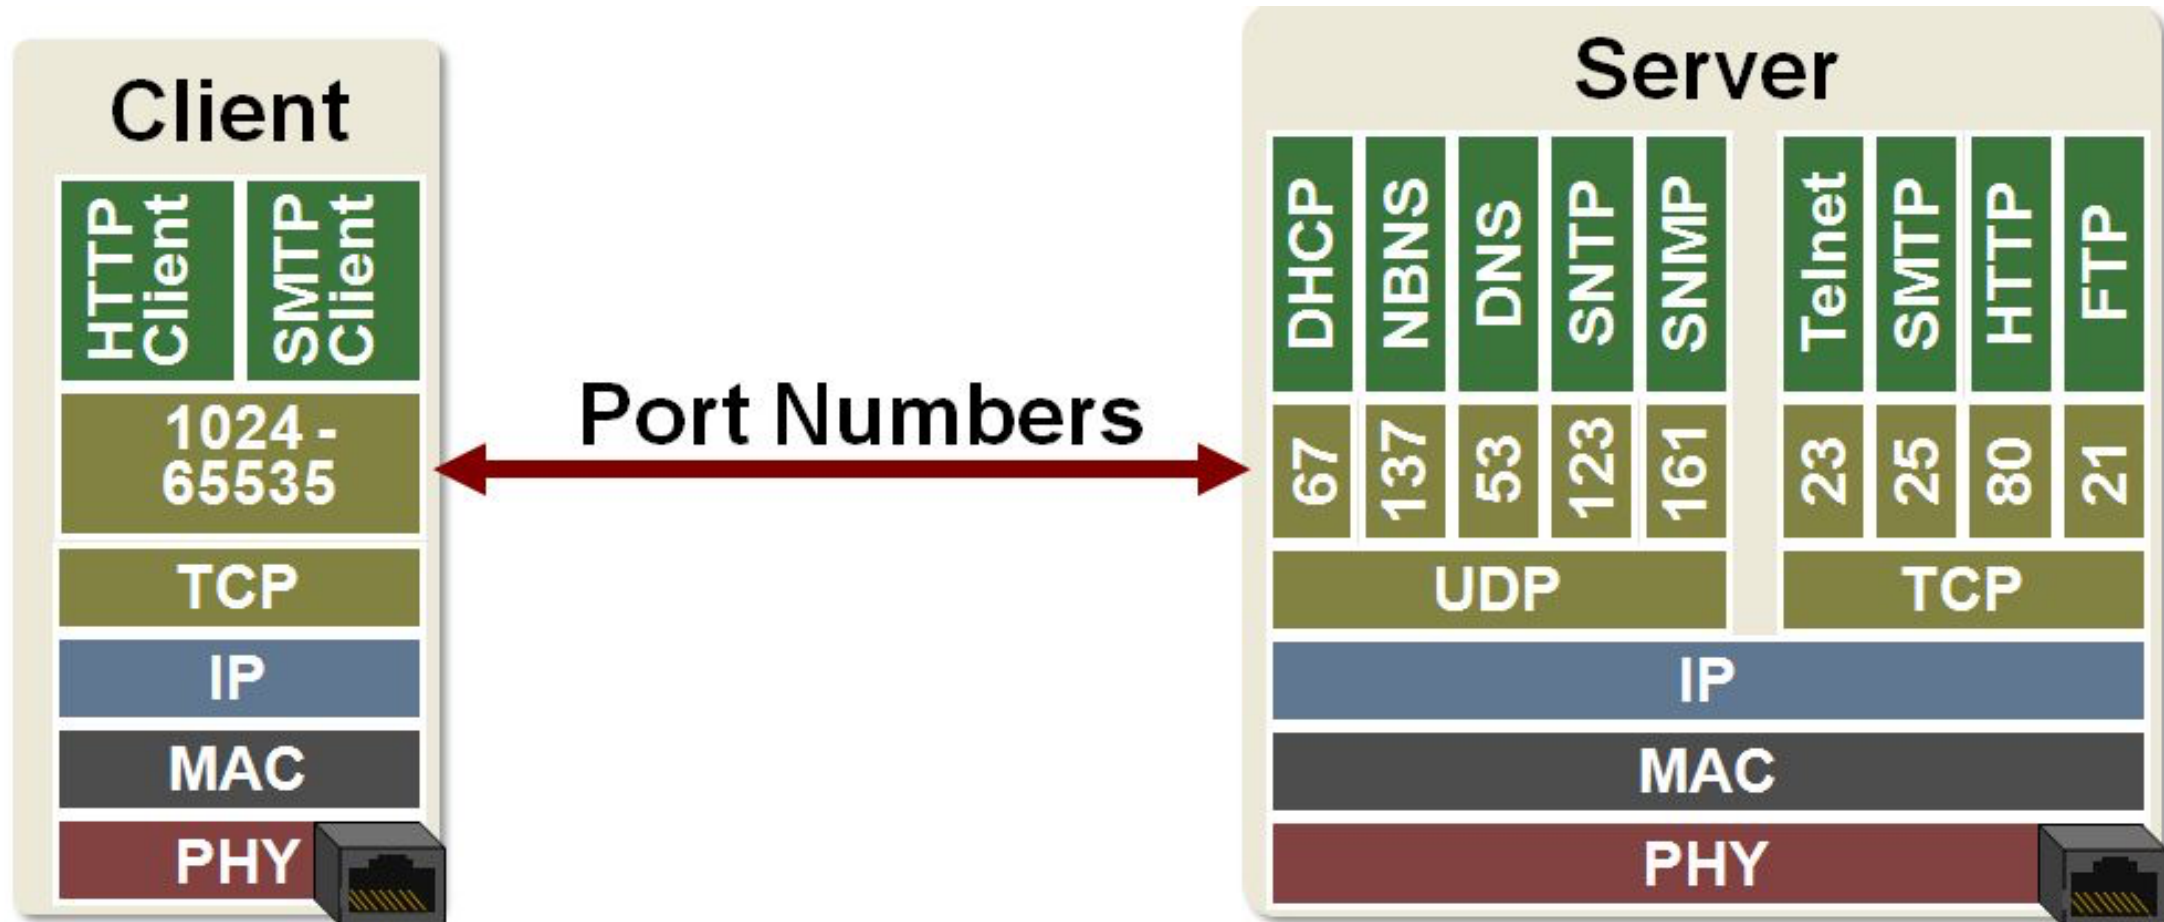 Client
HTTP
Client
SMTP
Client
1024 -
65535
TCP
IP
MAC
PHY
Port Numbers
Server
DHCP
NBNS
DNS
SNTP
SNMP
Telnet
SMTP
HTTP
FTP
67
137
53
123
161
23
25
80
21
UDP
TCP
IP
MAC
PHY